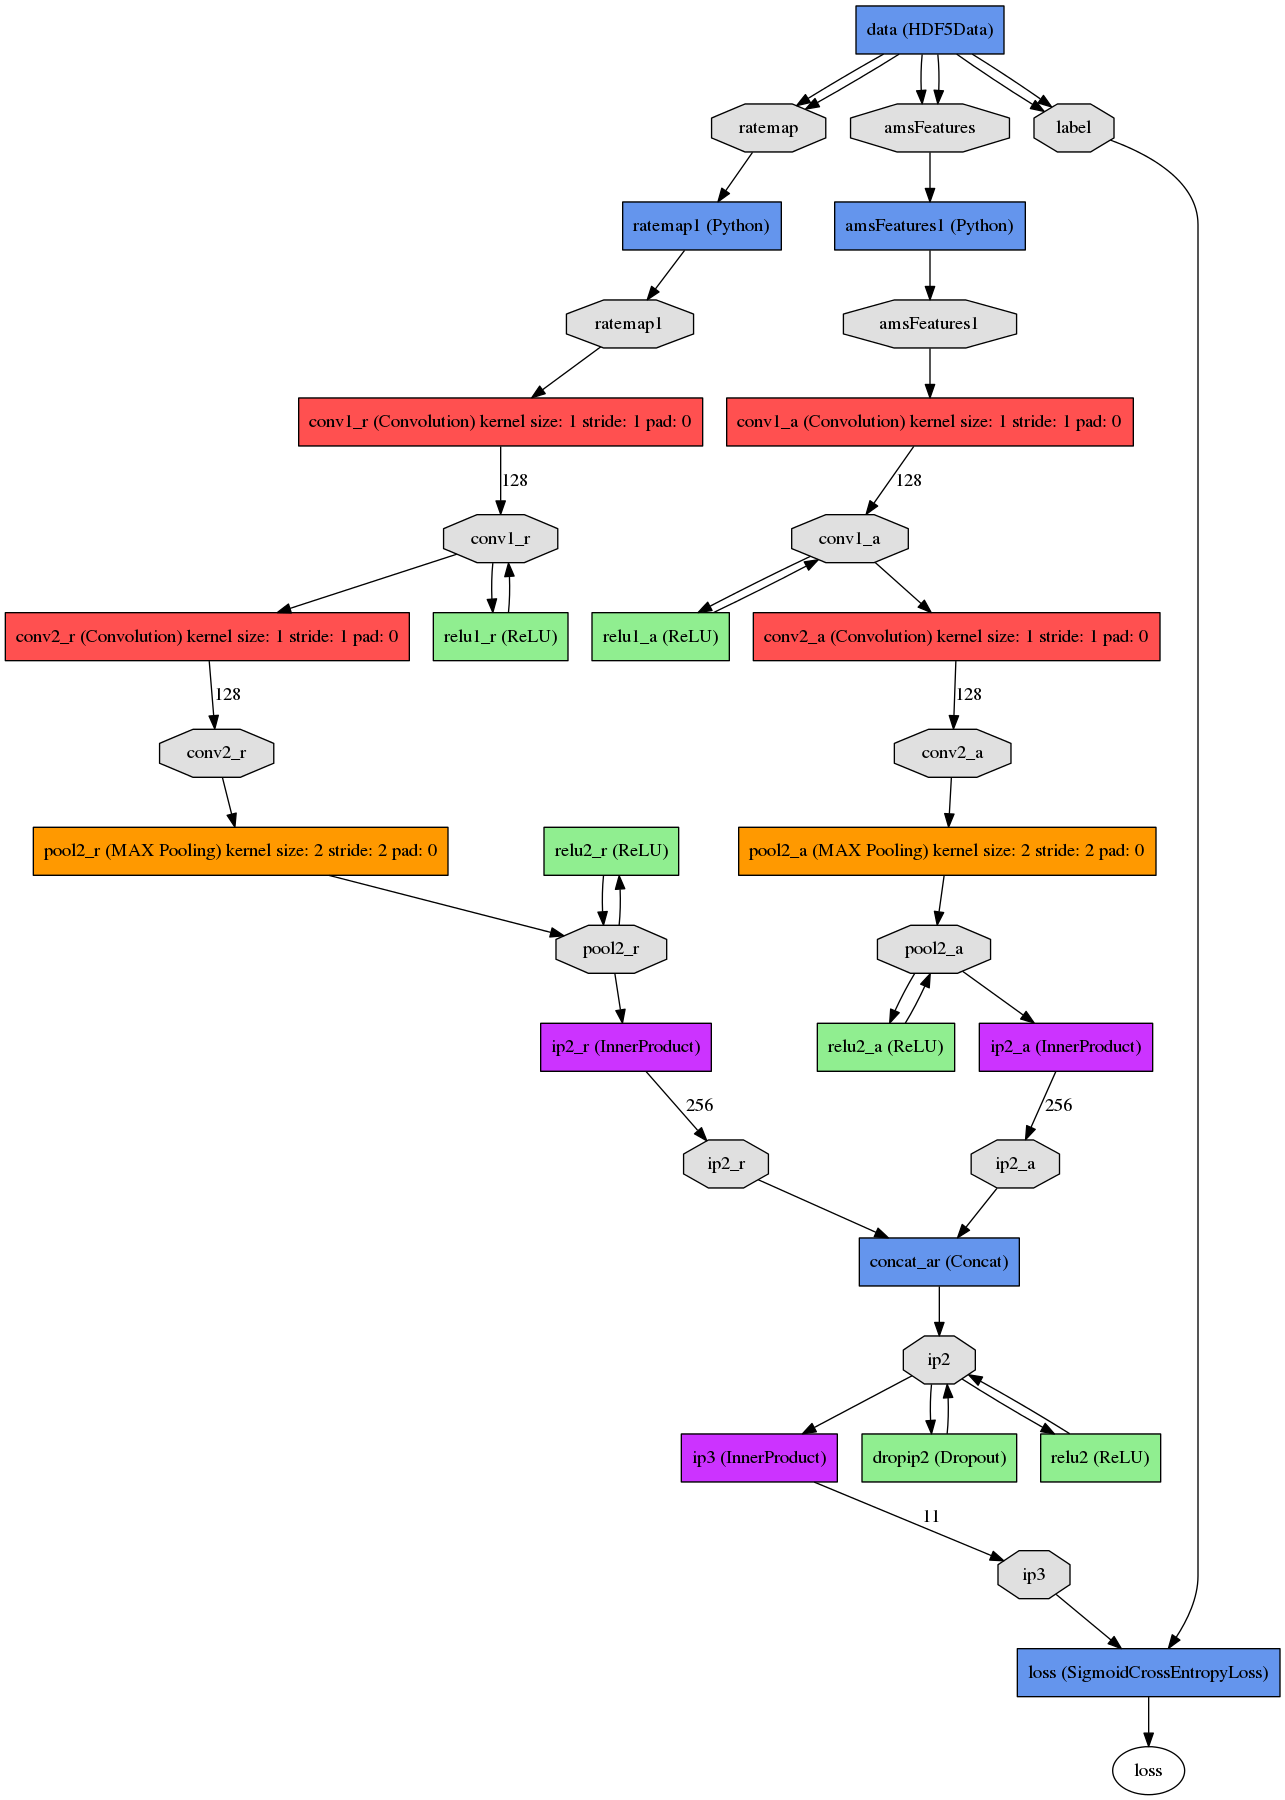 data (HDF5Data)
ratemap
amsFeatures
label
ratemap1 (Python)
amsFeatures1 (Python)
ratemap1
amsFeatures1
conv1_r (Convolution) kernel size: 1 stride: 1 pad: 0
conv1_a (Convolution) kernel size: 1 stride: 1 pad: 0
128
128
conv1_r
conv1_a
conv2_r (Convolution) kernel size: 1 stride: 1 pad: 0
relu1_r (ReLU)
relu1_a (ReLU)
conv2_a (Convolution) kernel size: 1 stride: 1 pad: 0
128
128
conv2_r
conv2_a
pool2_r (MAX Pooling) kernel size: 2 stride: 2 pad: 0
relu2_r (ReLU)
pool2_a (MAX Pooling) kernel size: 2 stride: 2 pad: 0
pool2_r
pool2_a
ip2_r (InnerProduct)
relu2_a (ReLU)
ip2_a (InnerProduct)
256
256
ip2_r
ip2_a
concat_ar (Concat)
ip2
ip3 (InnerProduct)
dropip2 (Dropout)
relu2 (ReLU)
11
ip3
loss (SigmoidCrossEntropyLoss)
loss